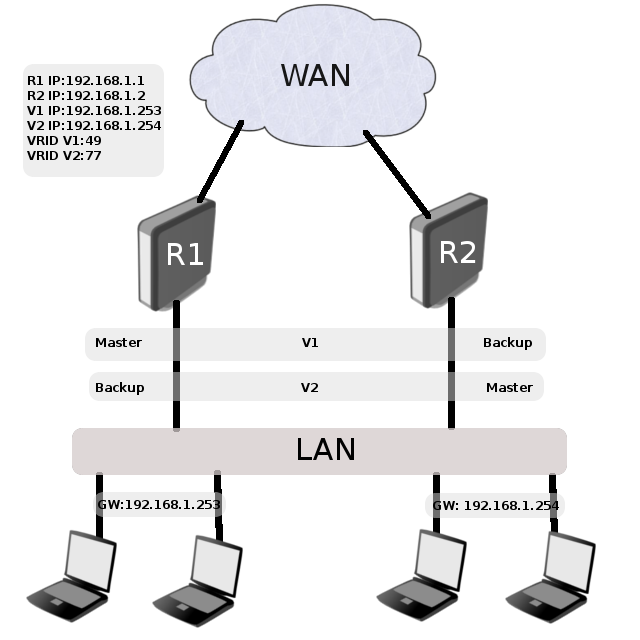 WAN
R1 IP:192.168.1.1
R2 IP:192.168.1.2
V1 IP:192.168.1.253
V2 IP:192.168.1.254
VRID V1:49
VRID V2:77
R1
R2
Master V1 Backup
Backup V2 Master
LAN
GW:192.168.1.253
GW: 192.168.1.254